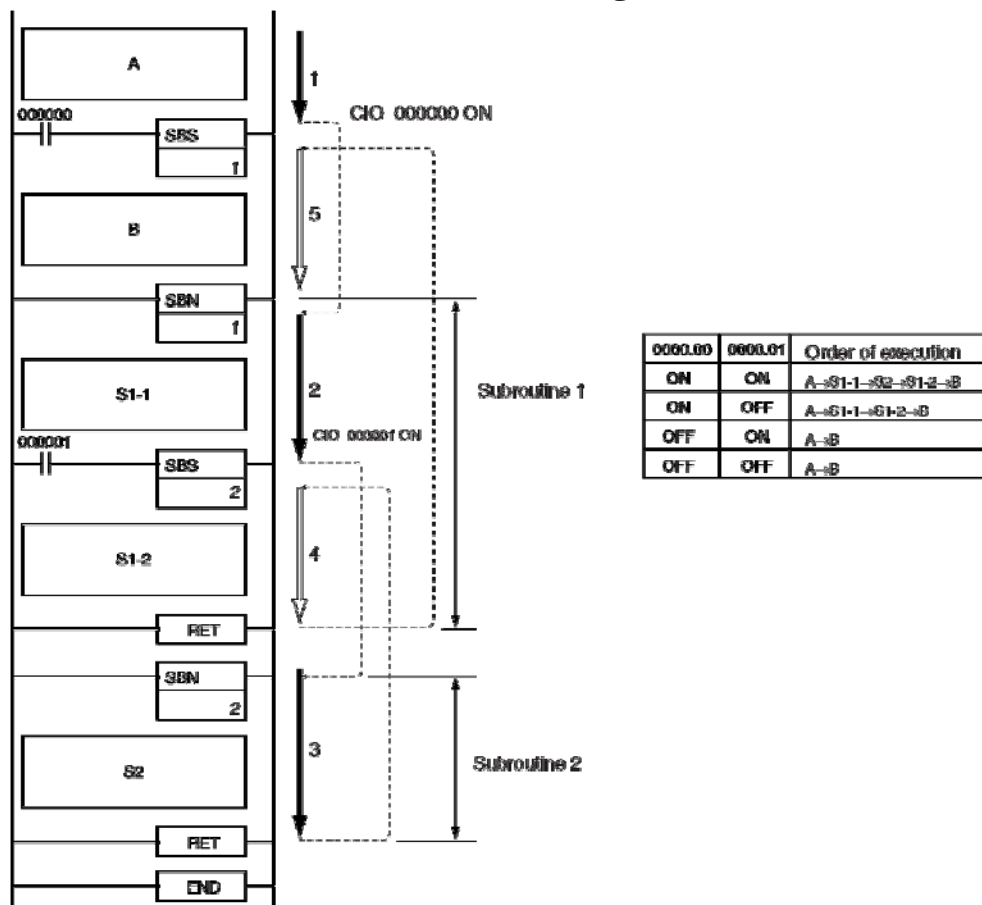 A
1
000000
CIO 000000 ON
SBS
1
5
B
SBN
1
S1-1
2
Subroutine 1
000001
CIO 000001 ON
SBS
2
S1-2
4
RET
SBN
2
3
S2
Subroutine 2
RET
END
0000.00 0000.01 Order of execution
ON ON A→S1-1→S2→S1-2→B
ON OFF A→S1-1→S1-2→B
OFF ON A→B
OFF OFF A→B